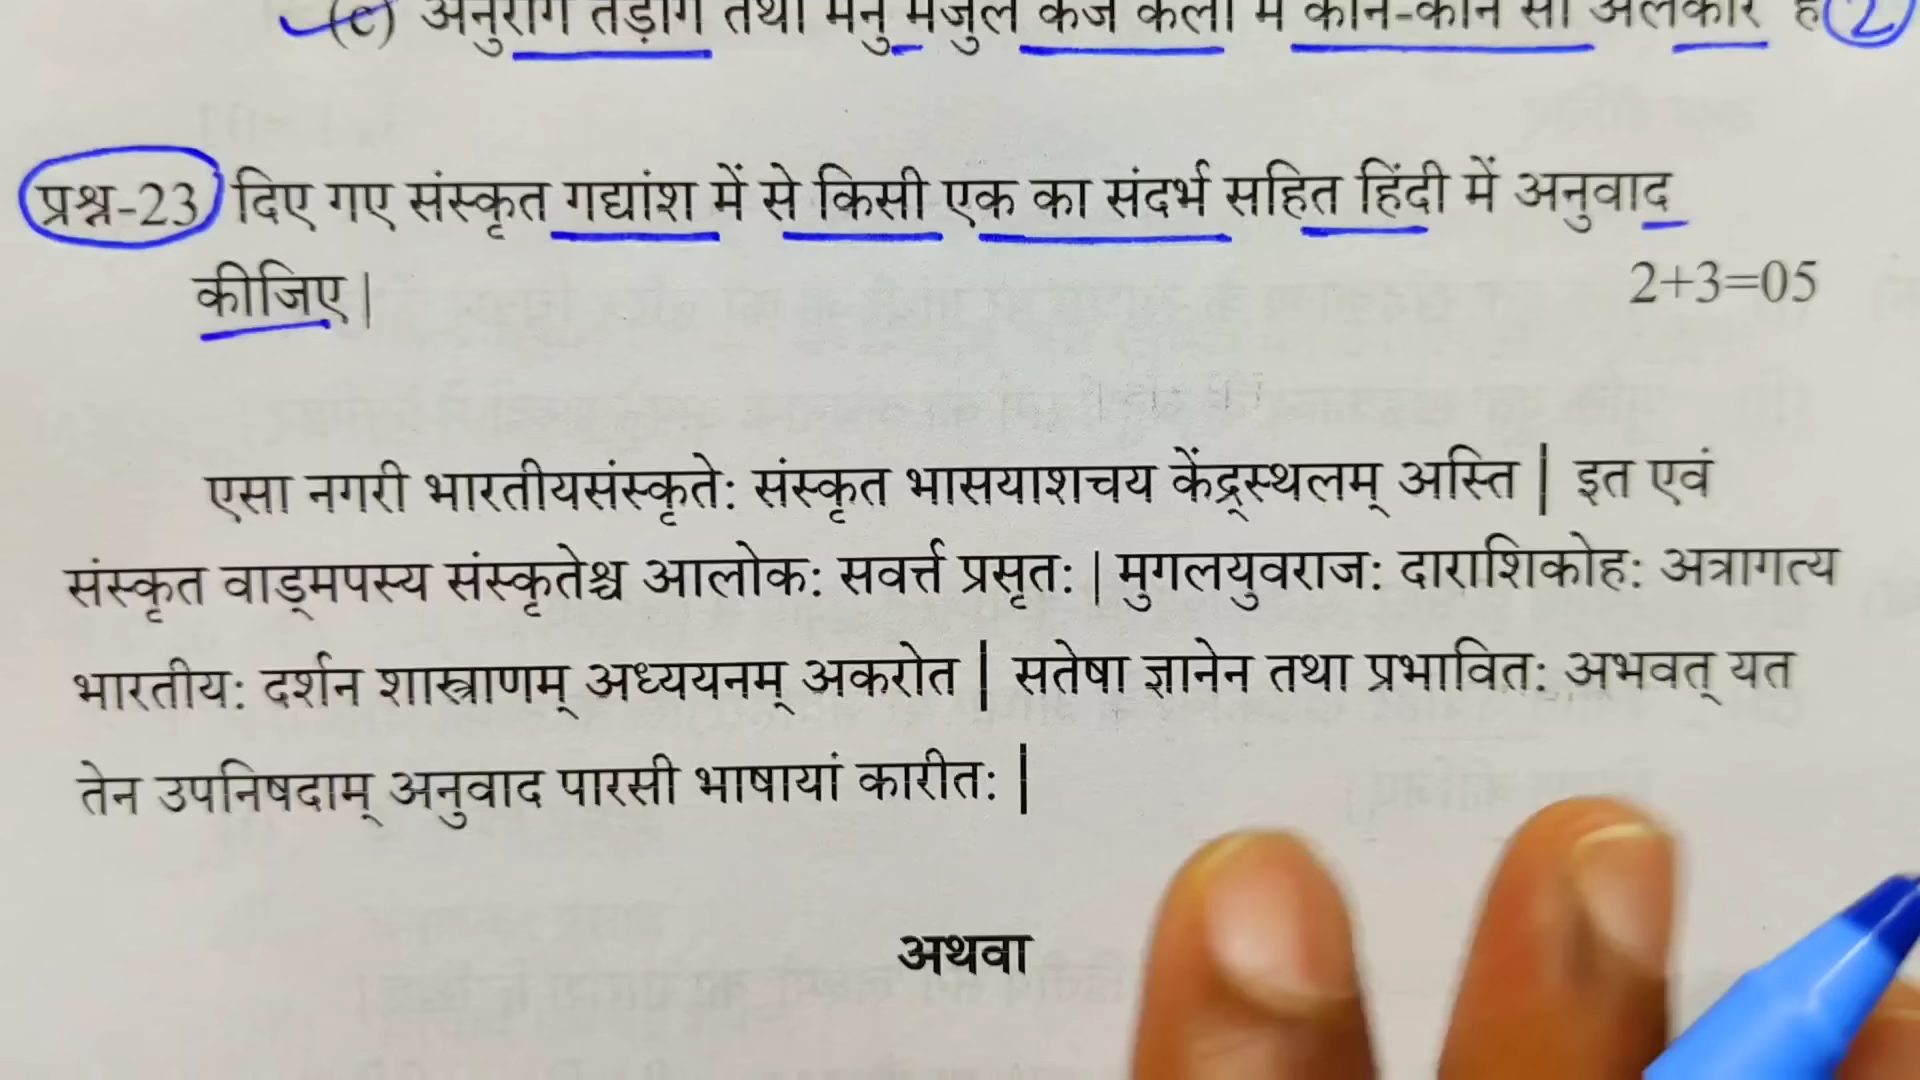 (c) अनुराग तड़ाग तथा मनु मंजुल कंज कली में कौन-कौन सा अलंकार है 2
प्रश्न-23 दिए गए संस्कृत गद्यांश में से किसी एक का संदर्भ सहित हिंदी में अनुवाद
कीजिए | 2+3=05
एसा नगरी भारतीयसंस्कृते: संस्कृत भासयाशचय केंद्र्स्थलम् अस्ति | इत एवं
संस्कृत वाड्मपस्य संस्कृतेश्च आलोक: सवर्त्त प्रसृत: | मुगलयुवराज: दाराशिकोह: अत्रागत्य
भारतीय: दर्शन शास्त्राणम् अध्ययनम् अकरोत | सतेषा ज्ञानेन तथा प्रभावित: अभवत् यत
तेन उपनिषदाम् अनुवाद पारसी भाषायां कारीत: |
अथवा